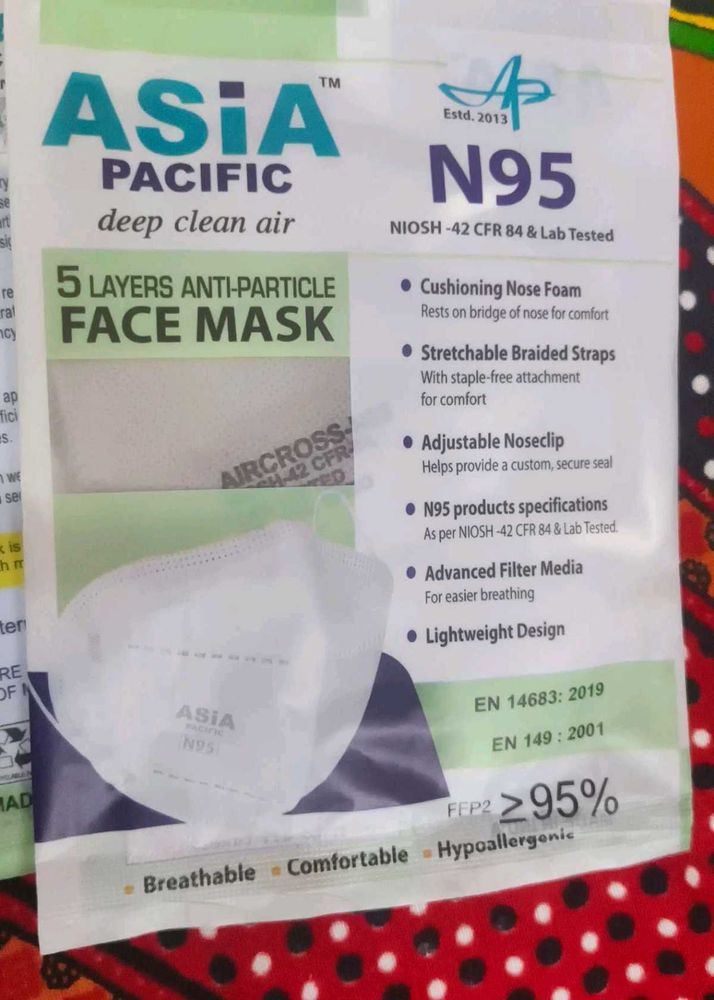 ASiA™
PACIFIC
deep clean air
Estd. 2013
N95
NIOSH -42 CFR 84 & Lab Tested
5 LAYERS ANTI-PARTICLE
FACE MASK
AIRCROSS-
SH-42 CFR-
TED
ASiA
PACIFIC
N95
• Cushioning Nose Foam
Rests on bridge of nose for comfort
• Stretchable Braided Straps
With staple-free attachment
for comfort
• Adjustable Noseclip
Helps provide a custom, secure seal
• N95 products specifications
As per NIOSH -42 CFR 84 & Lab Tested.
• Advanced Filter Media
For easier breathing
• Lightweight Design
EN 14683: 2019
EN 149 : 2001
FFP2 ≥95%
Breathable Comfortable Hypoallergenic